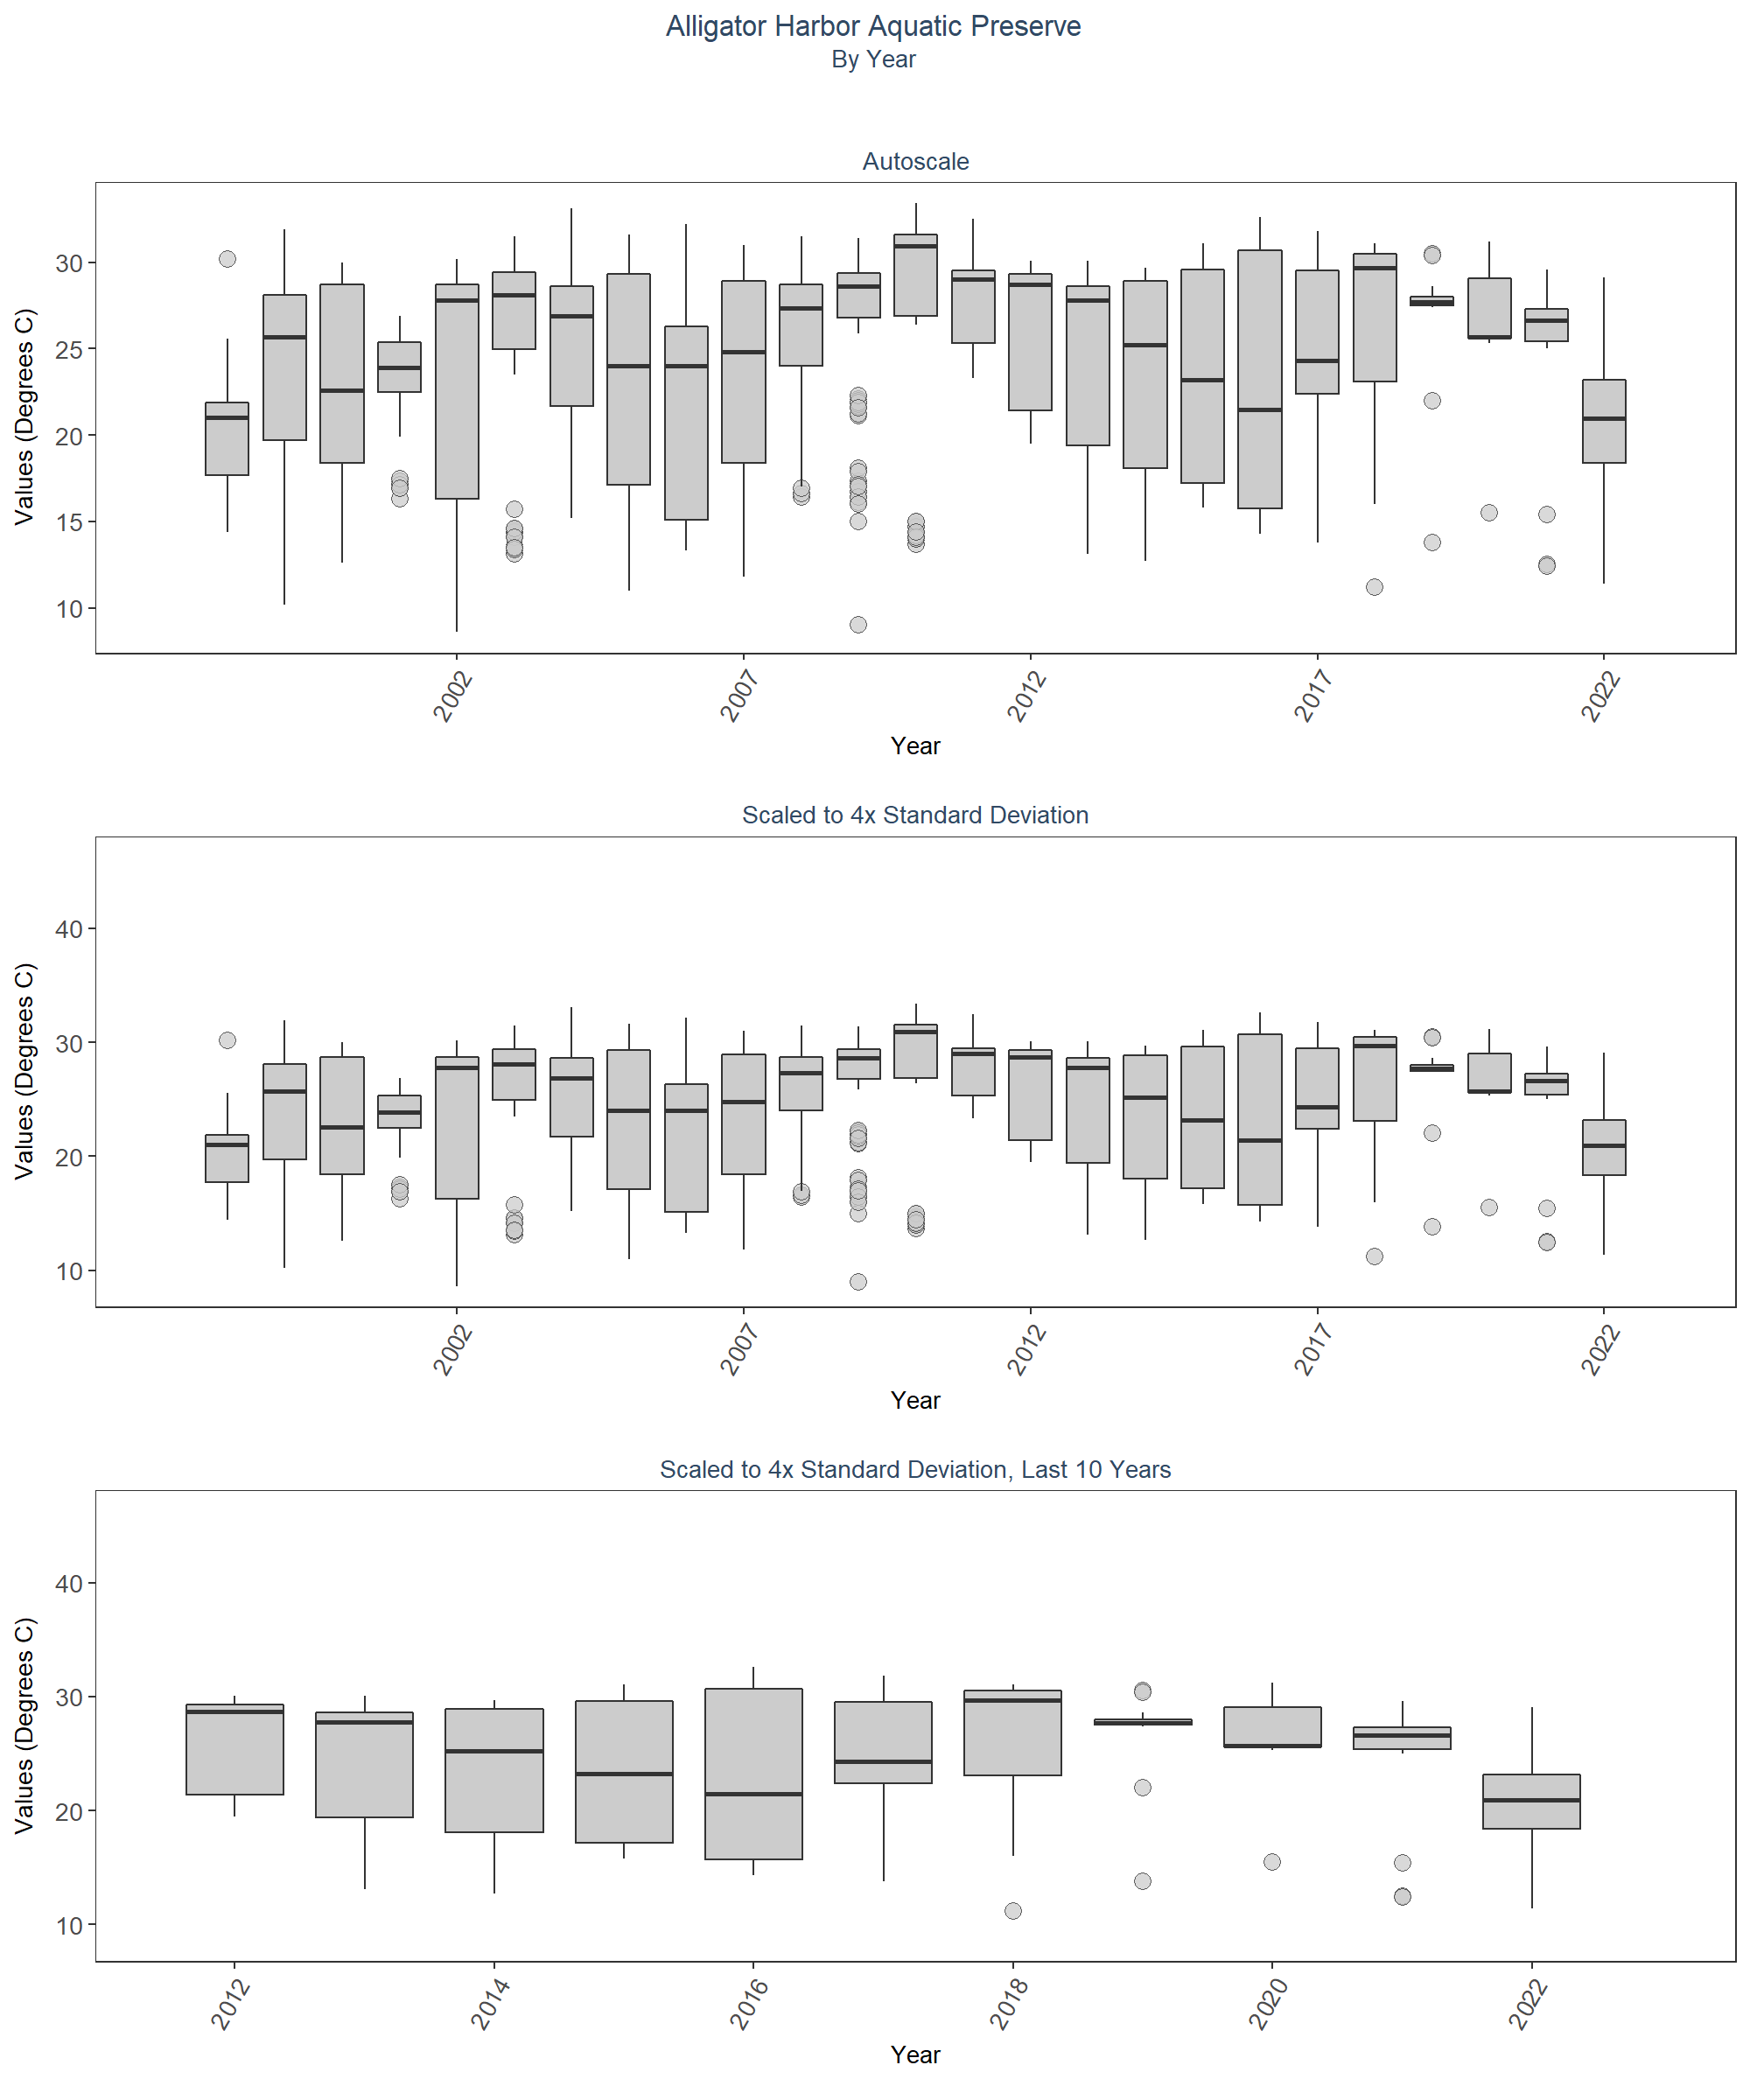 Alligator Harbor Aquatic Preserve
By Year
Autoscale
Values (Degrees C)
30
25
20
15
10
2002 2007 2012 2017 2022
Year
Scaled to 4x Standard Deviation
Values (Degrees C)
40
30
20
10
2002 2007 2012 2017 2022
Year
Scaled to 4x Standard Deviation, Last 10 Years
Values (Degrees C)
40
30
20
10
2012 2014 2016 2018 2020 2022
Year